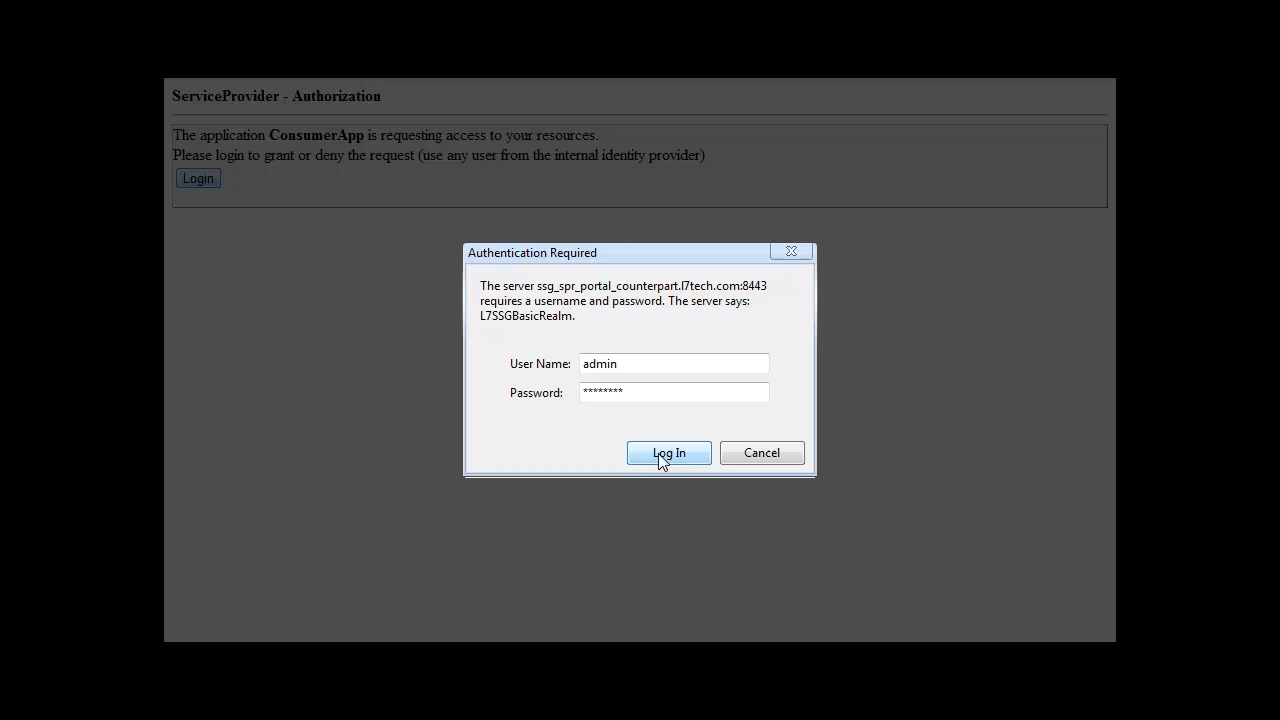 ServiceProvider - Authorization
The application ConsumerApp is requesting access to your resources.
Please login to grant or deny the request (use any user from the internal identity provider)
Login
Authentication Required
The server ssg_spr_portal_counterpart.l7tech.com:8443
requires a username and password. The server says:
L7SSGBasicRealm.
User Name: admin
Password: ********
Log In Cancel